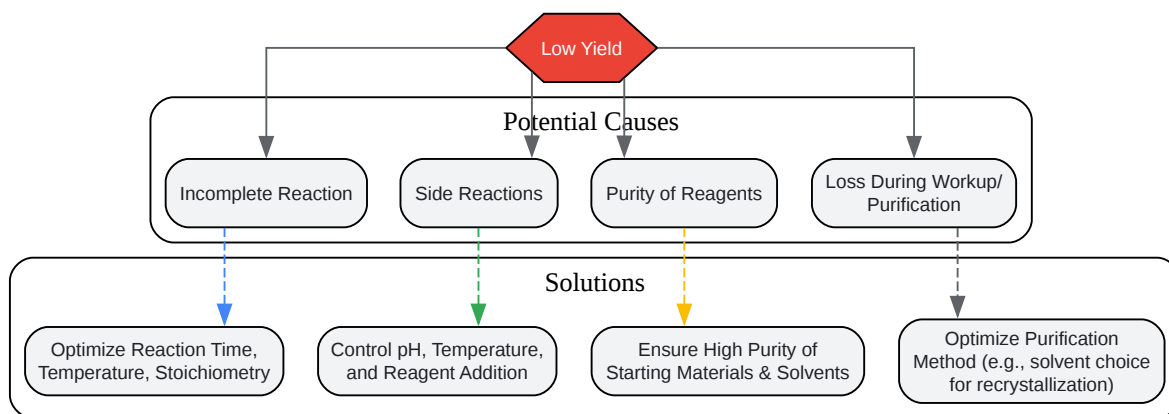 Low Yield
Potential Causes
Incomplete Reaction
Side Reactions
Purity of Reagents
Loss During Workup/
Purification
Solutions
Optimize Reaction Time,
Temperature, Stoichiometry
Control pH, Temperature,
and Reagent Addition
Ensure High Purity of
Starting Materials & Solvents
Optimize Purification
Method (e.g., solvent choice
for recrystallization)